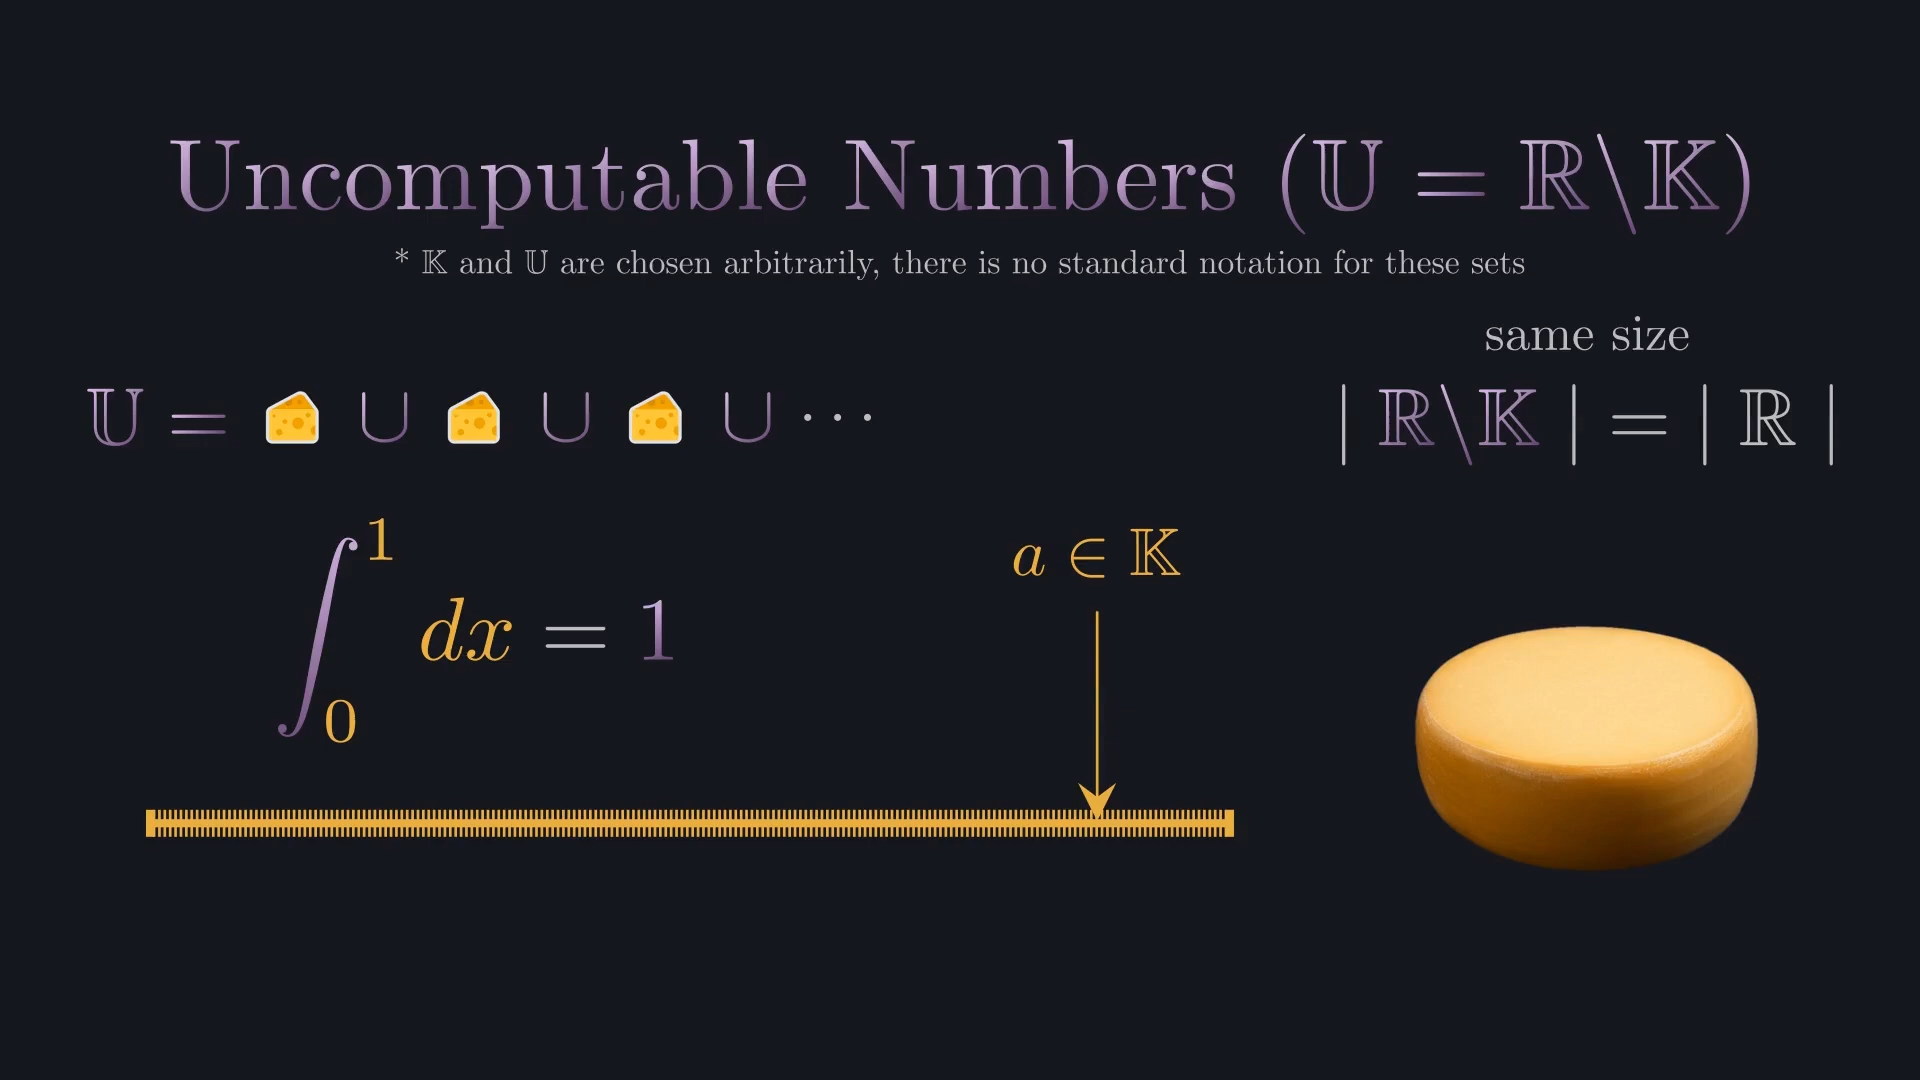 Uncomputable Numbers (𝕌 = ℝ\𝕂)
* 𝕂 and 𝕌 are chosen arbitrarily, there is no standard notation for these sets
same size
𝕌 = 🧀 ∪ 🧀 ∪ 🧀 ∪ ···
| ℝ\𝕂 | = | ℝ |
∫₀¹ dx = 1
a ∈ 𝕂